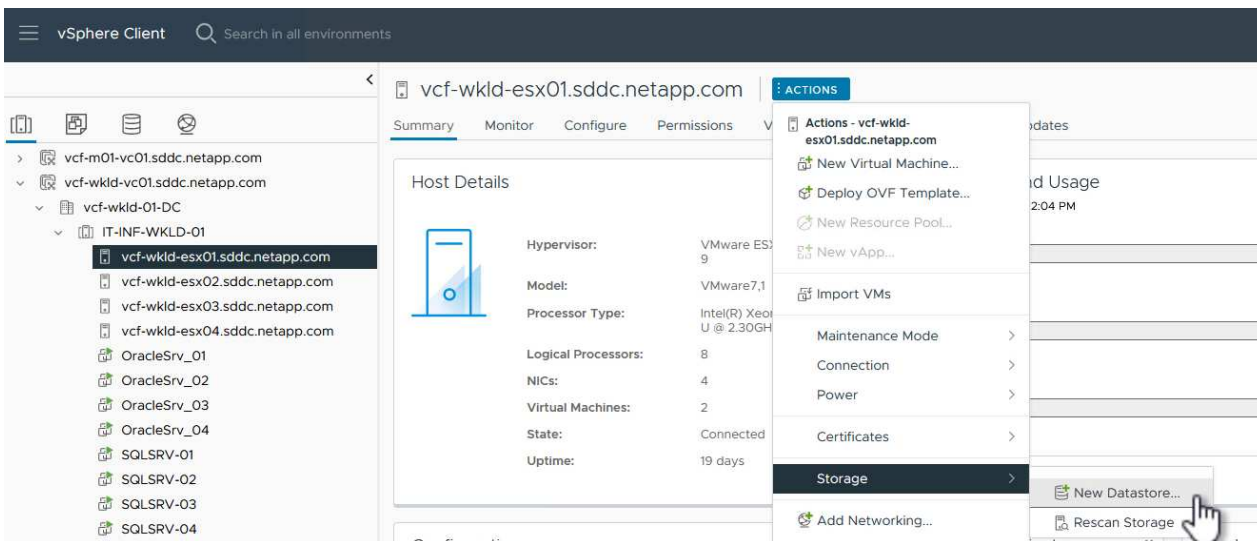 vSphere Client
Search in all environments
vcf-m01-vc01.sddc.netapp.com
vcf-wkld-vc01.sddc.netapp.com
vcf-wkld-01-DC
IT-INF-WKLD-01
vcf-wkld-esx01.sddc.netapp.com
vcf-wkld-esx02.sddc.netapp.com
vcf-wkld-esx03.sddc.netapp.com
vcf-wkld-esx04.sddc.netapp.com
OracleSrv_01
OracleSrv_02
OracleSrv_03
OracleSrv_04
SQLSRV-01
SQLSRV-02
SQLSRV-03
SQLSRV-04
vcf-wkld-esx01.sddc.netapp.com
ACTIONS
Summary Monitor Configure Permissions V
dates
Host Details
Hypervisor: VMware ES
9
Model: VMware7,1
Processor Type: Intel(R) Xeo
U @ 2.30GH
Logical Processors: 8
NICs: 4
Virtual Machines: 2
State: Connected
Uptime: 19 days
Actions - vcf-wkld-
esx01.sddc.netapp.com
New Virtual Machine...
Deploy OVF Template...
New Resource Pool...
New vApp...
Import VMs
Maintenance Mode
Connection
Power
Certificates
Storage
Add Networking...
New Datastore...
Rescan Storage
d Usage
2:04 PM